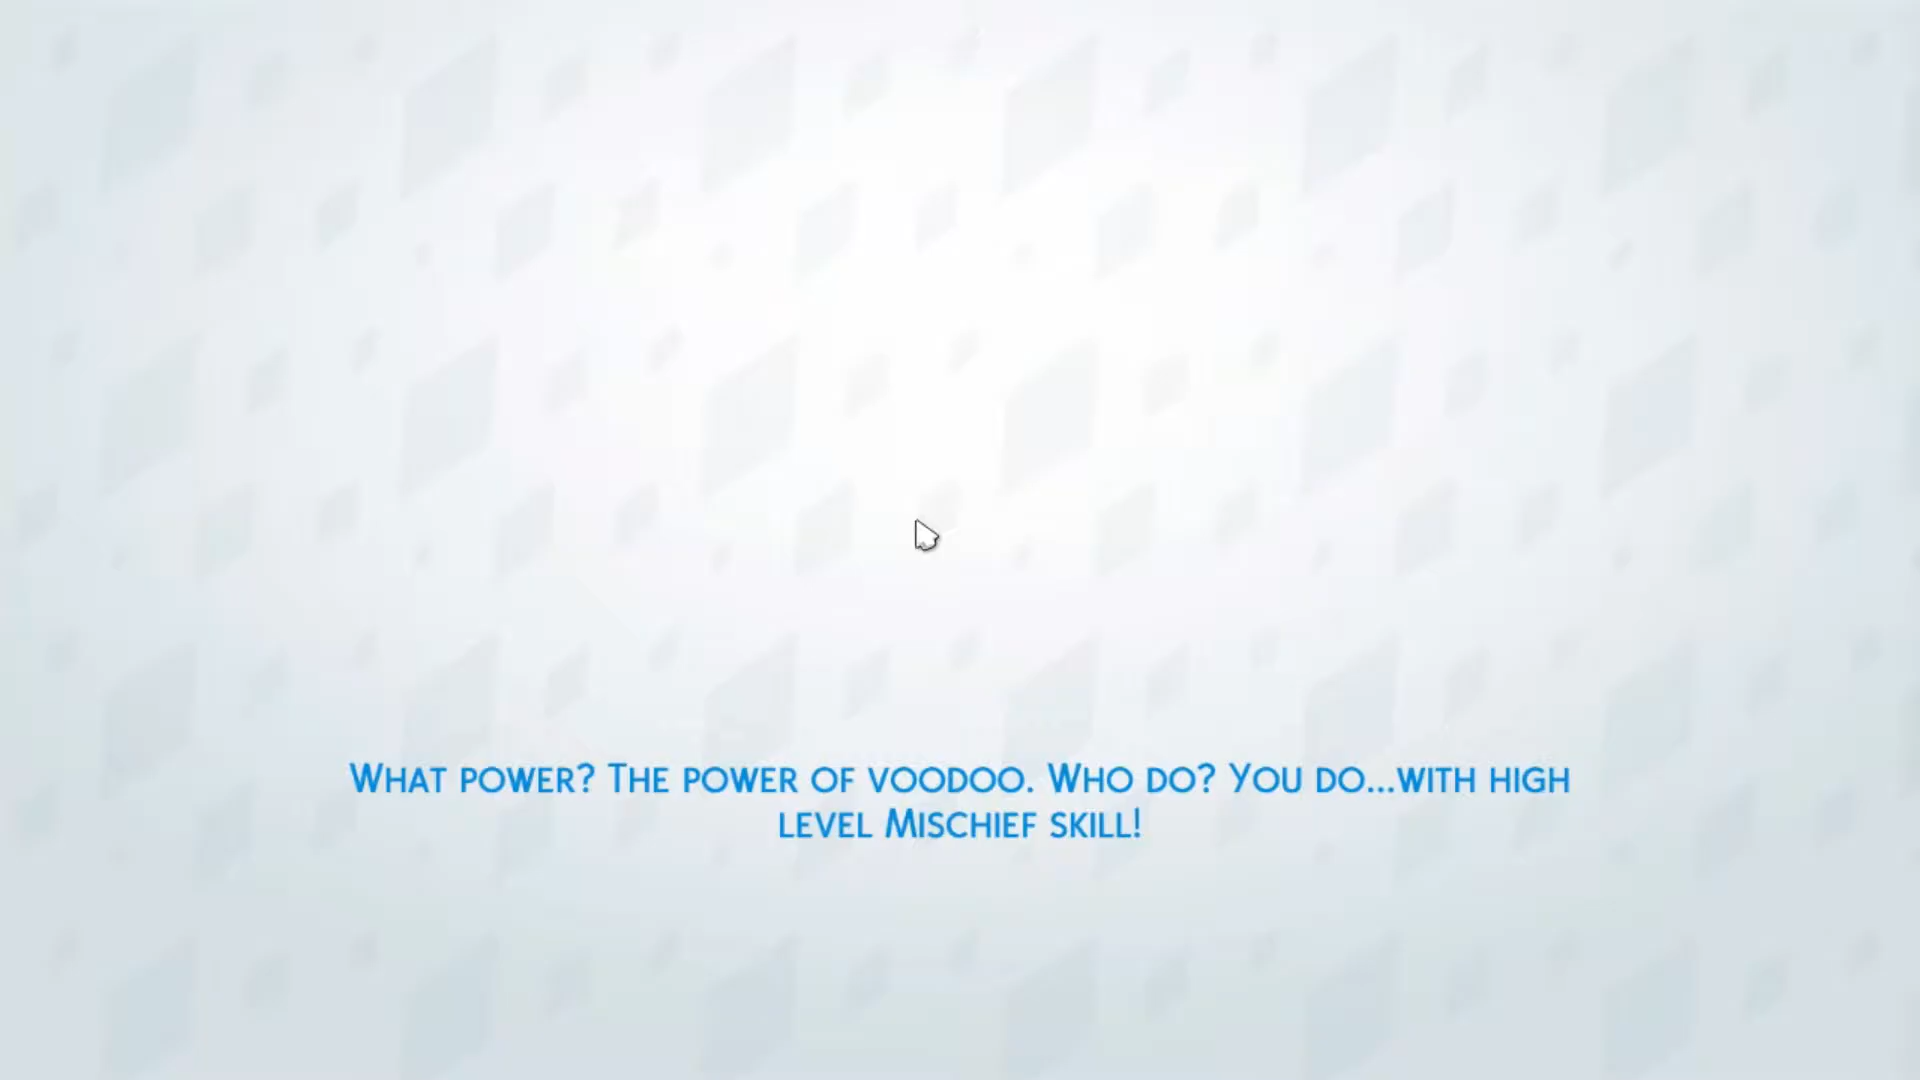 What power? The power of voodoo. Who do? You do...with high
level Mischief skill!